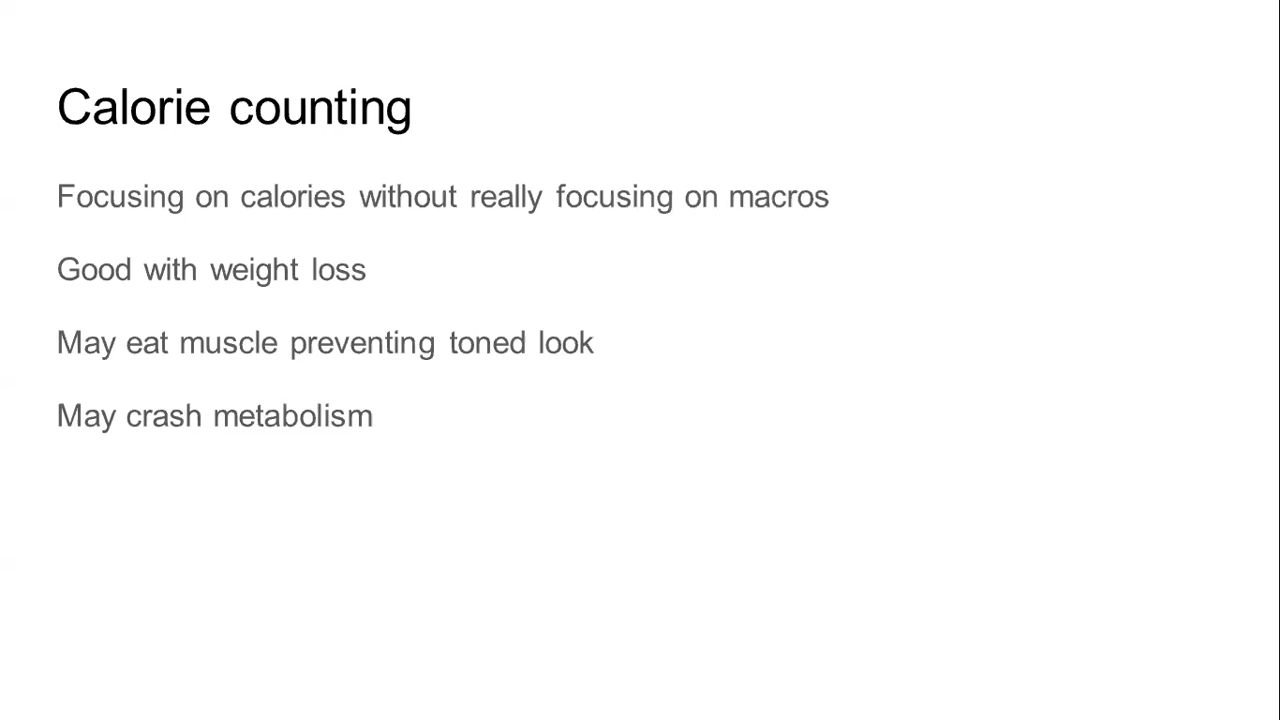 Calorie counting
Focusing on calories without really focusing on macros
Good with weight loss
May eat muscle preventing toned look
May crash metabolism